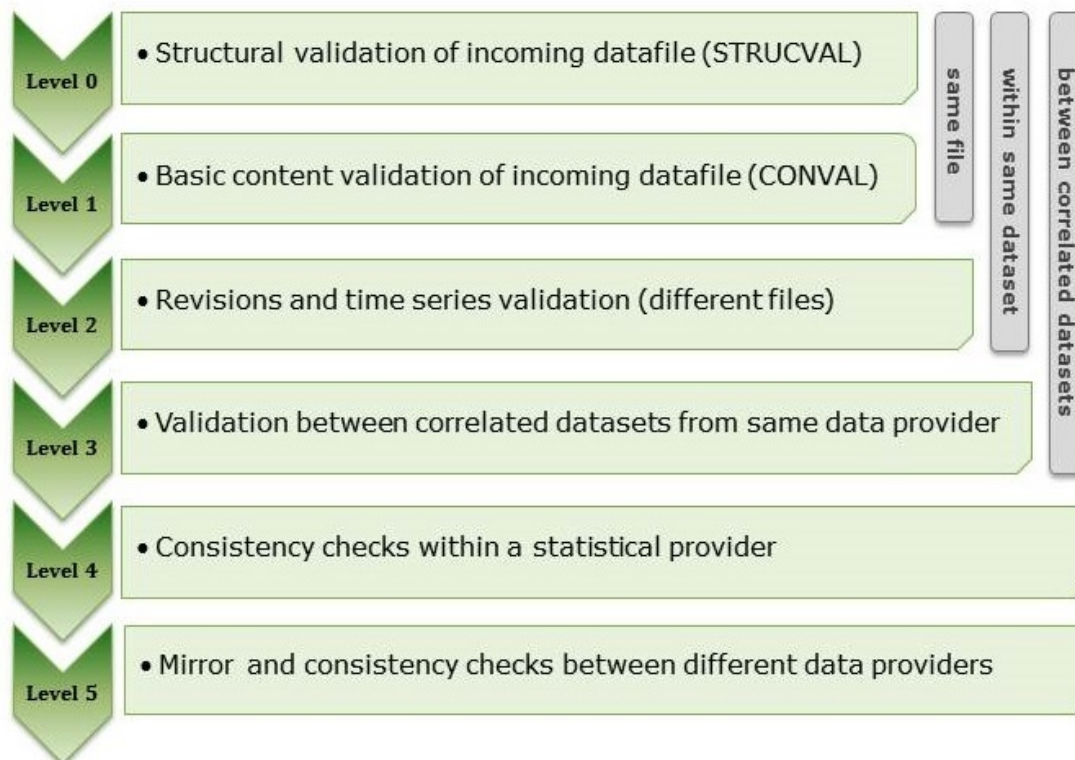 Level 0
• Structural validation of incoming datafile (STRUCVAL)
Level 1
• Basic content validation of incoming datafile (CONVAL)
Level 2
• Revisions and time series validation (different files)
Level 3
• Validation between correlated datasets from same data provider
Level 4
• Consistency checks within a statistical provider
Level 5
• Mirror and consistency checks between different data providers
same file
within same dataset
between correlated datasets